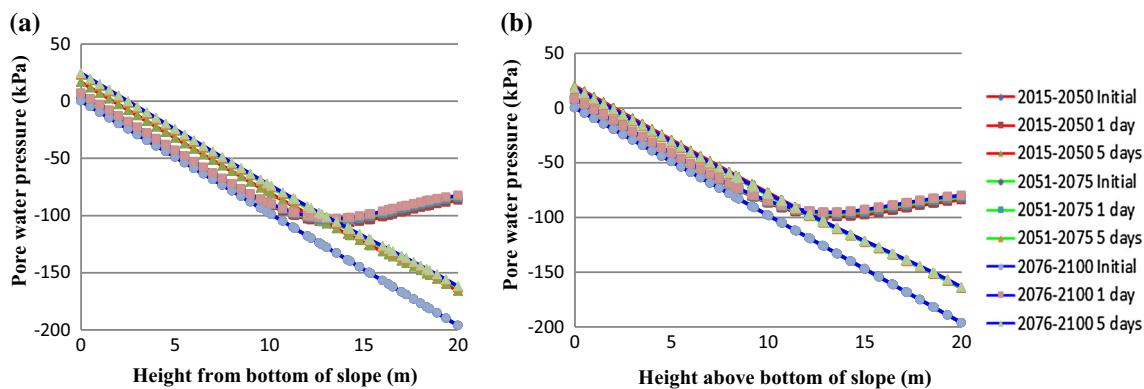 (a)
50
0
-50
-100
-150
-200
Pore water pressure (kPa)
0
5
10
15
20
Height from bottom of slope (m)
(b)
50
0
-50
-100
-150
-200
Pore water pressure (kPa)
0
5
10
15
20
Height above bottom of slope (m)
2015-2050 Initial
2015-2050 1 day
2015-2050 5 days
2051-2075 Initial
2051-2075 1 day
2051-2075 5 days
2076-2100 Initial
2076-2100 1 day
2076-2100 5 days